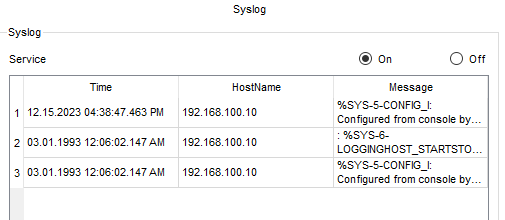 Syslog
Syslog
Service
On
Off
Time
HostName
Message
1
12.15.2023 04:38:47.463 PM
192.168.100.10
%SYS-5-CONFIG_I:
Configured from console by...
2
03.01.1993 12:06:02.147 AM
192.168.100.10
: %SYS-6-
LOGGINGHOST_STARTSTO...
3
03.01.1993 12:06:02.147 AM
192.168.100.10
%SYS-5-CONFIG_I:
Configured from console by...